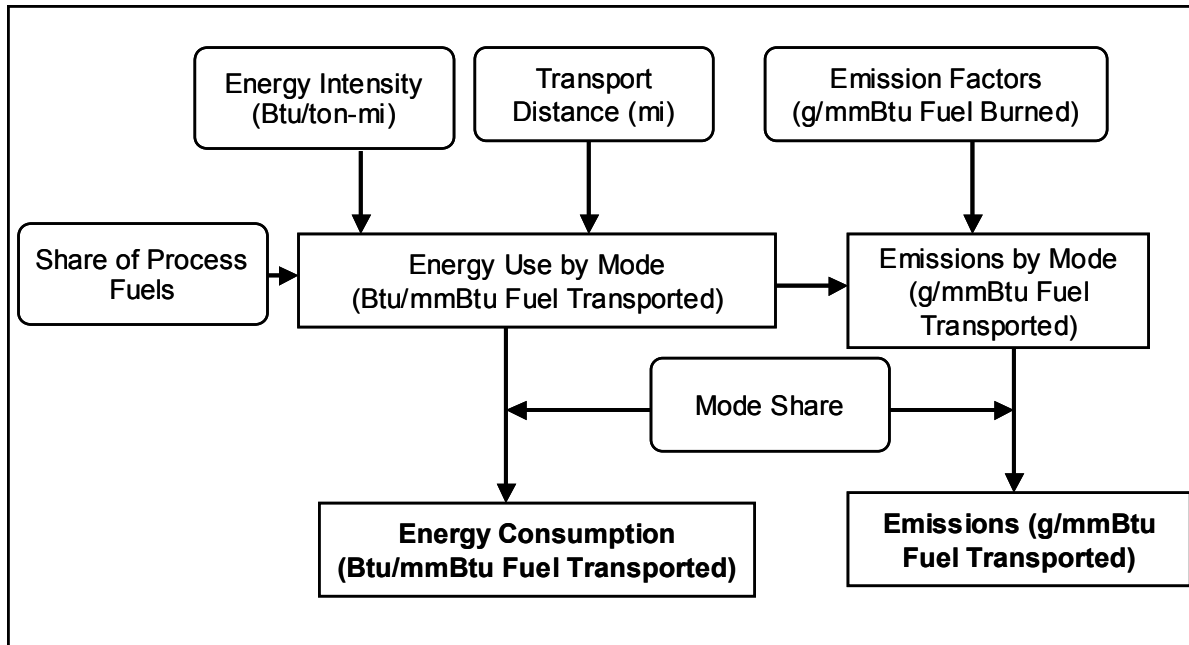 Energy Intensity
(Btu/ton-mi)
Transport
Distance (mi)
Emission Factors
(g/mmBtu Fuel Burned)
Share of Process
Fuels
Energy Use by Mode
(Btu/mmBtu Fuel Transported)
Emissions by Mode
(g/mmBtu Fuel
Transported)
Mode Share
Energy Consumption
(Btu/mmBtu Fuel Transported)
Emissions (g/mmBtu
Fuel Transported)